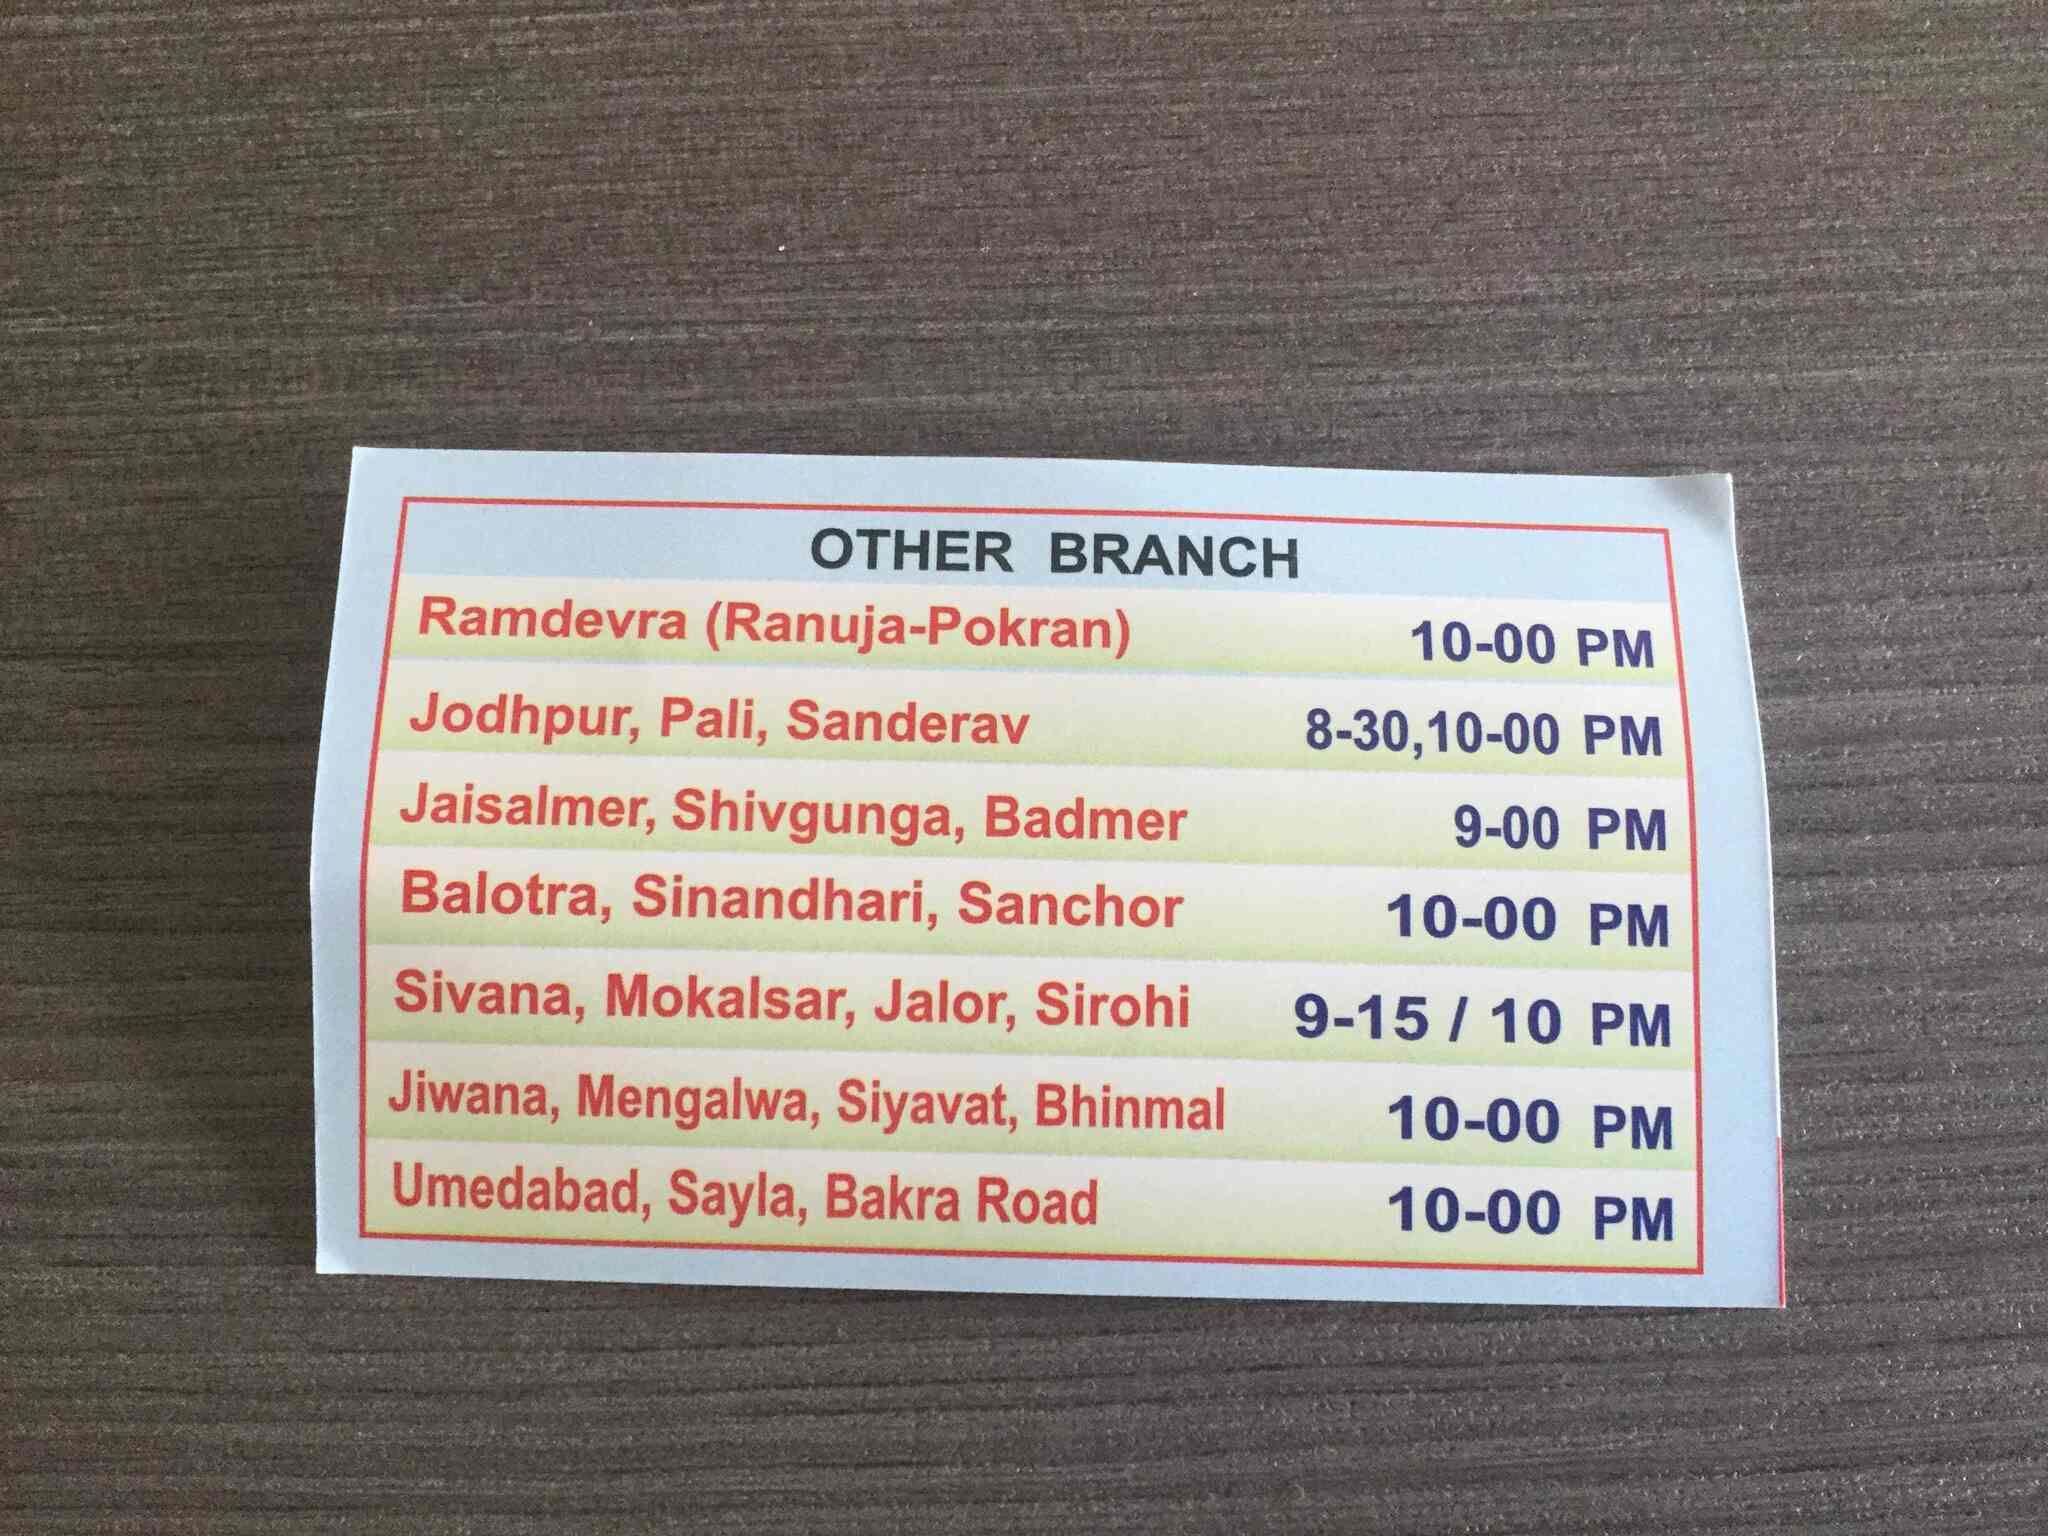 OTHER BRANCH
Ramdevra (Ranuja-Pokran) 10-00 PM
Jodhpur, Pali, Sanderav 8-30,10-00 PM
Jaisalmer, Shivgunga, Badmer 9-00 PM
Balotra, Sinandhari, Sanchor 10-00 PM
Sivana, Mokalsar, Jalor, Sirohi 9-15 / 10 PM
Jiwana, Mengalwa, Siyavat, Bhinmal 10-00 PM
Umedabad, Sayla, Bakra Road 10-00 PM